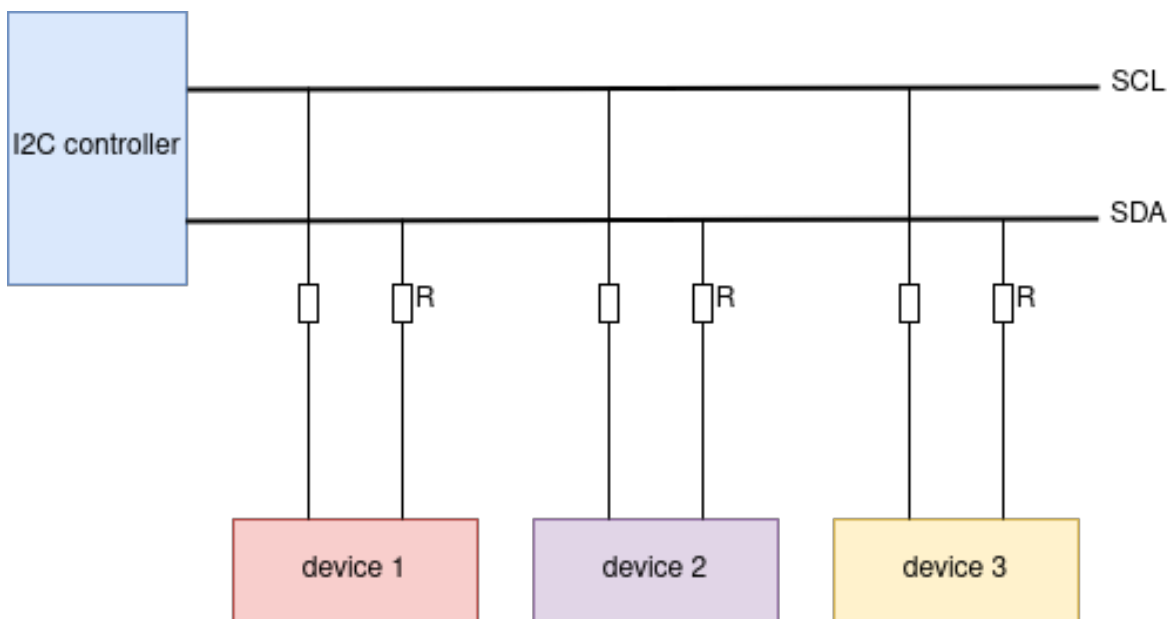 SCL
I2C controller
SDA
R
R
R
device 1
device 2
device 3